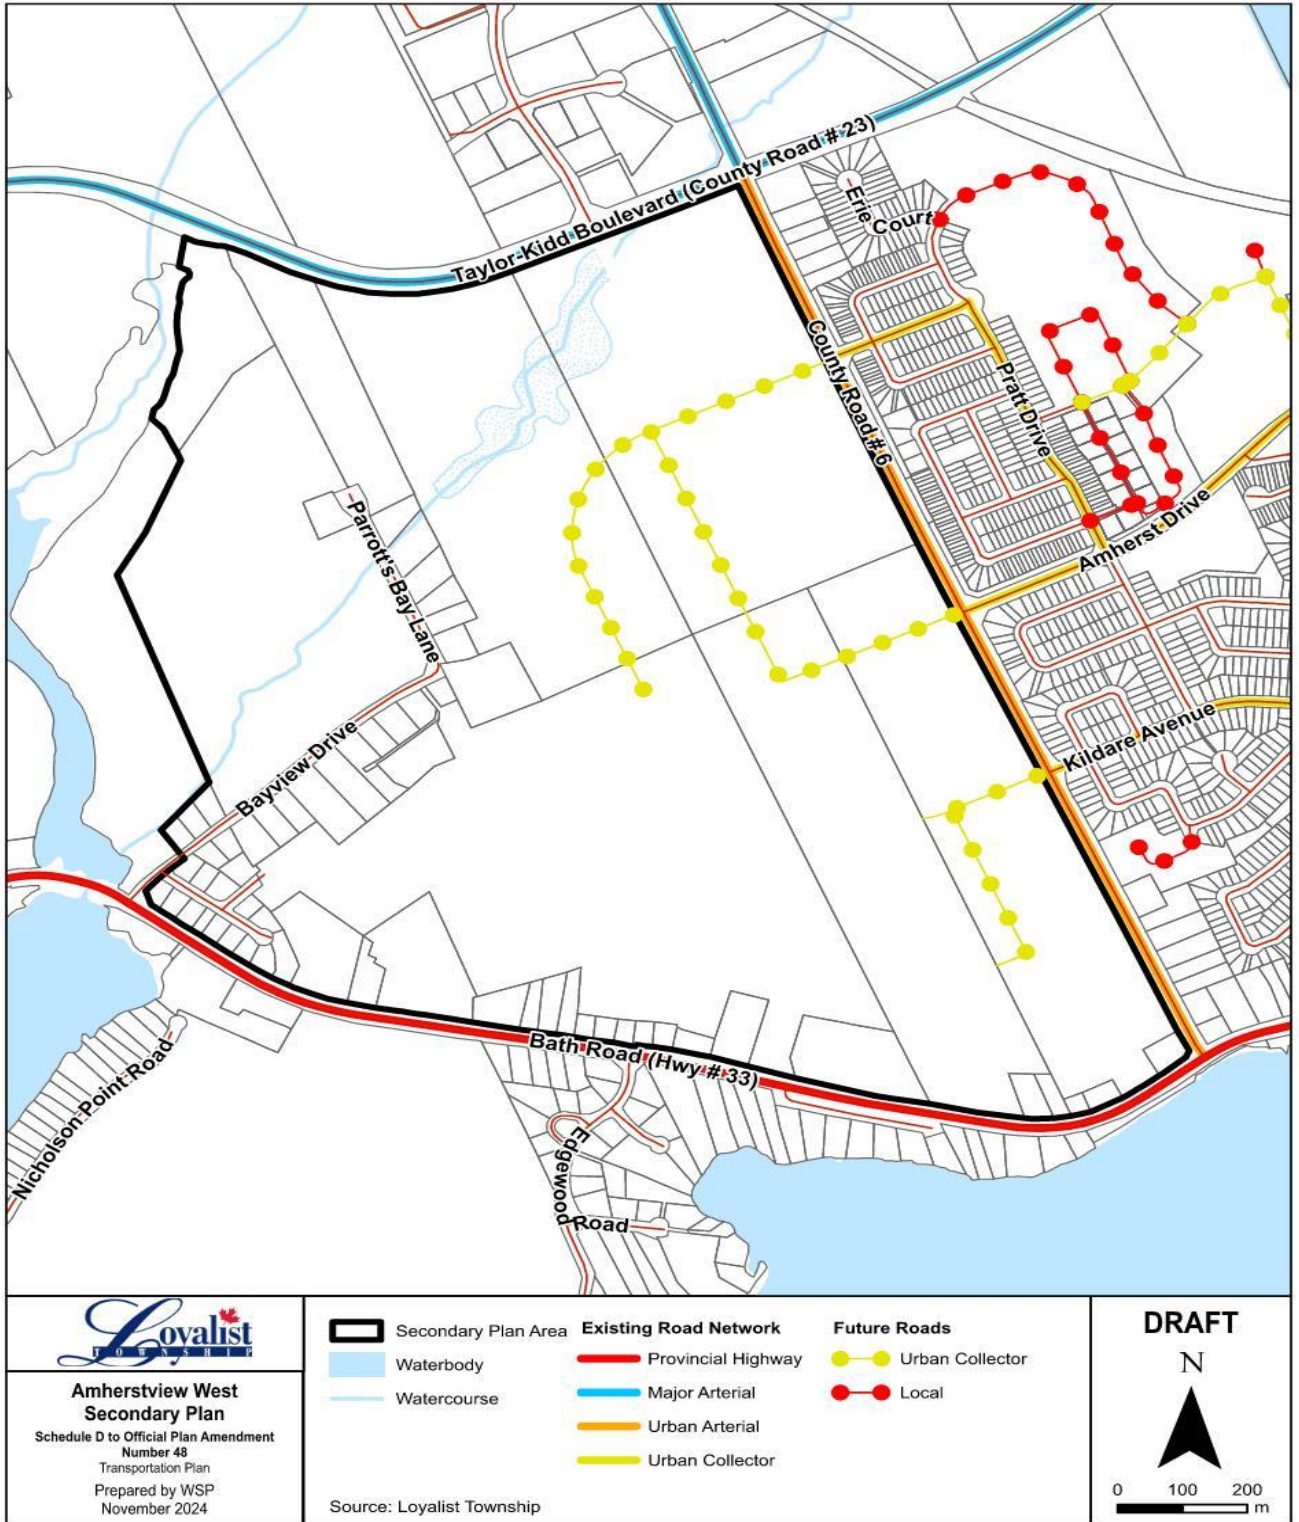 Taylor-Kidd Boulevard (County Road # 23)
Erie Court
County Road # 6
Pratt Drive
Parrott's Bay Lane
Amherst Drive
Kildare Avenue
Bayview Drive
Bath Road (Hwy # 33)
Nicholson Point Road
Edgewood Road
Loyalist
TOWNSHIP
Amherstview West
Secondary Plan
Schedule D to Official Plan Amendment
Number 48
Transportation Plan
Prepared by WSP
November 2024
Secondary Plan Area
Waterbody
Watercourse
Existing Road Network
Provincial Highway
Major Arterial
Urban Arterial
Urban Collector
Future Roads
Urban Collector
Local
Source: Loyalist Township
DRAFT
N
0 100 200
m